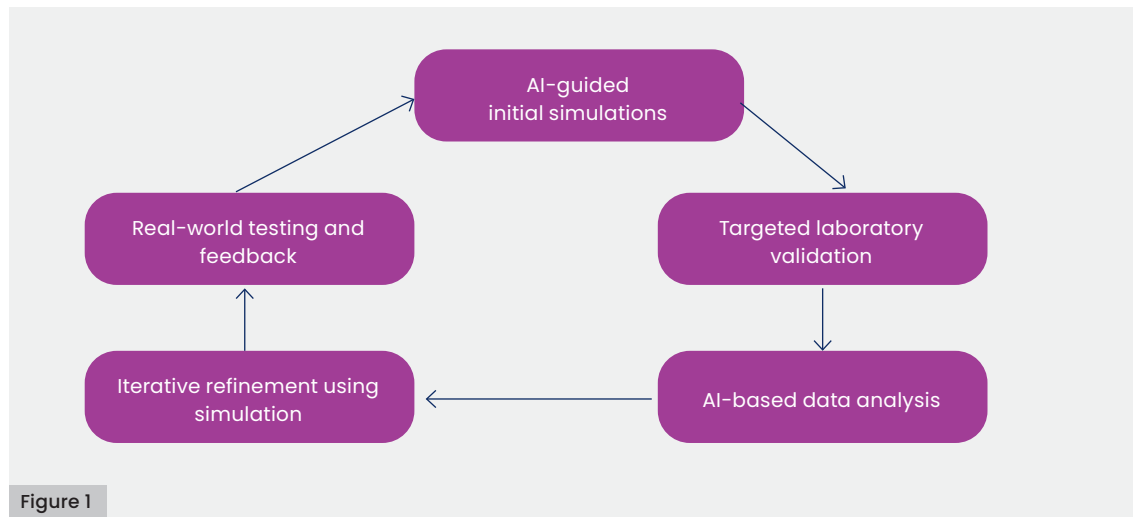 AI-guided
initial simulations
Real-world testing and
feedback
Targeted laboratory
validation
Iterative refinement using
simulation
AI-based data analysis
Figure 1